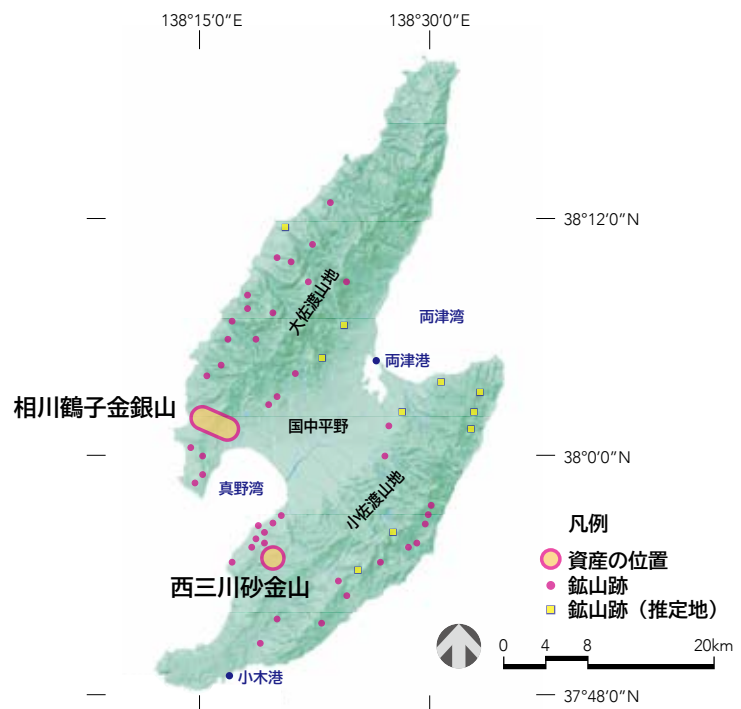 138°15'0"E
138°30'0"E
38°12'0"N
大佐渡山地
両津湾
両津港
相川鶴子金銀山
国中平野
38°0'0"N
真野湾
小佐渡山地
凡例
資産の位置
西三川砂金山
鉱山跡
鉱山跡（推定地）
0 4 8 20km
小木港
37°48'0"N